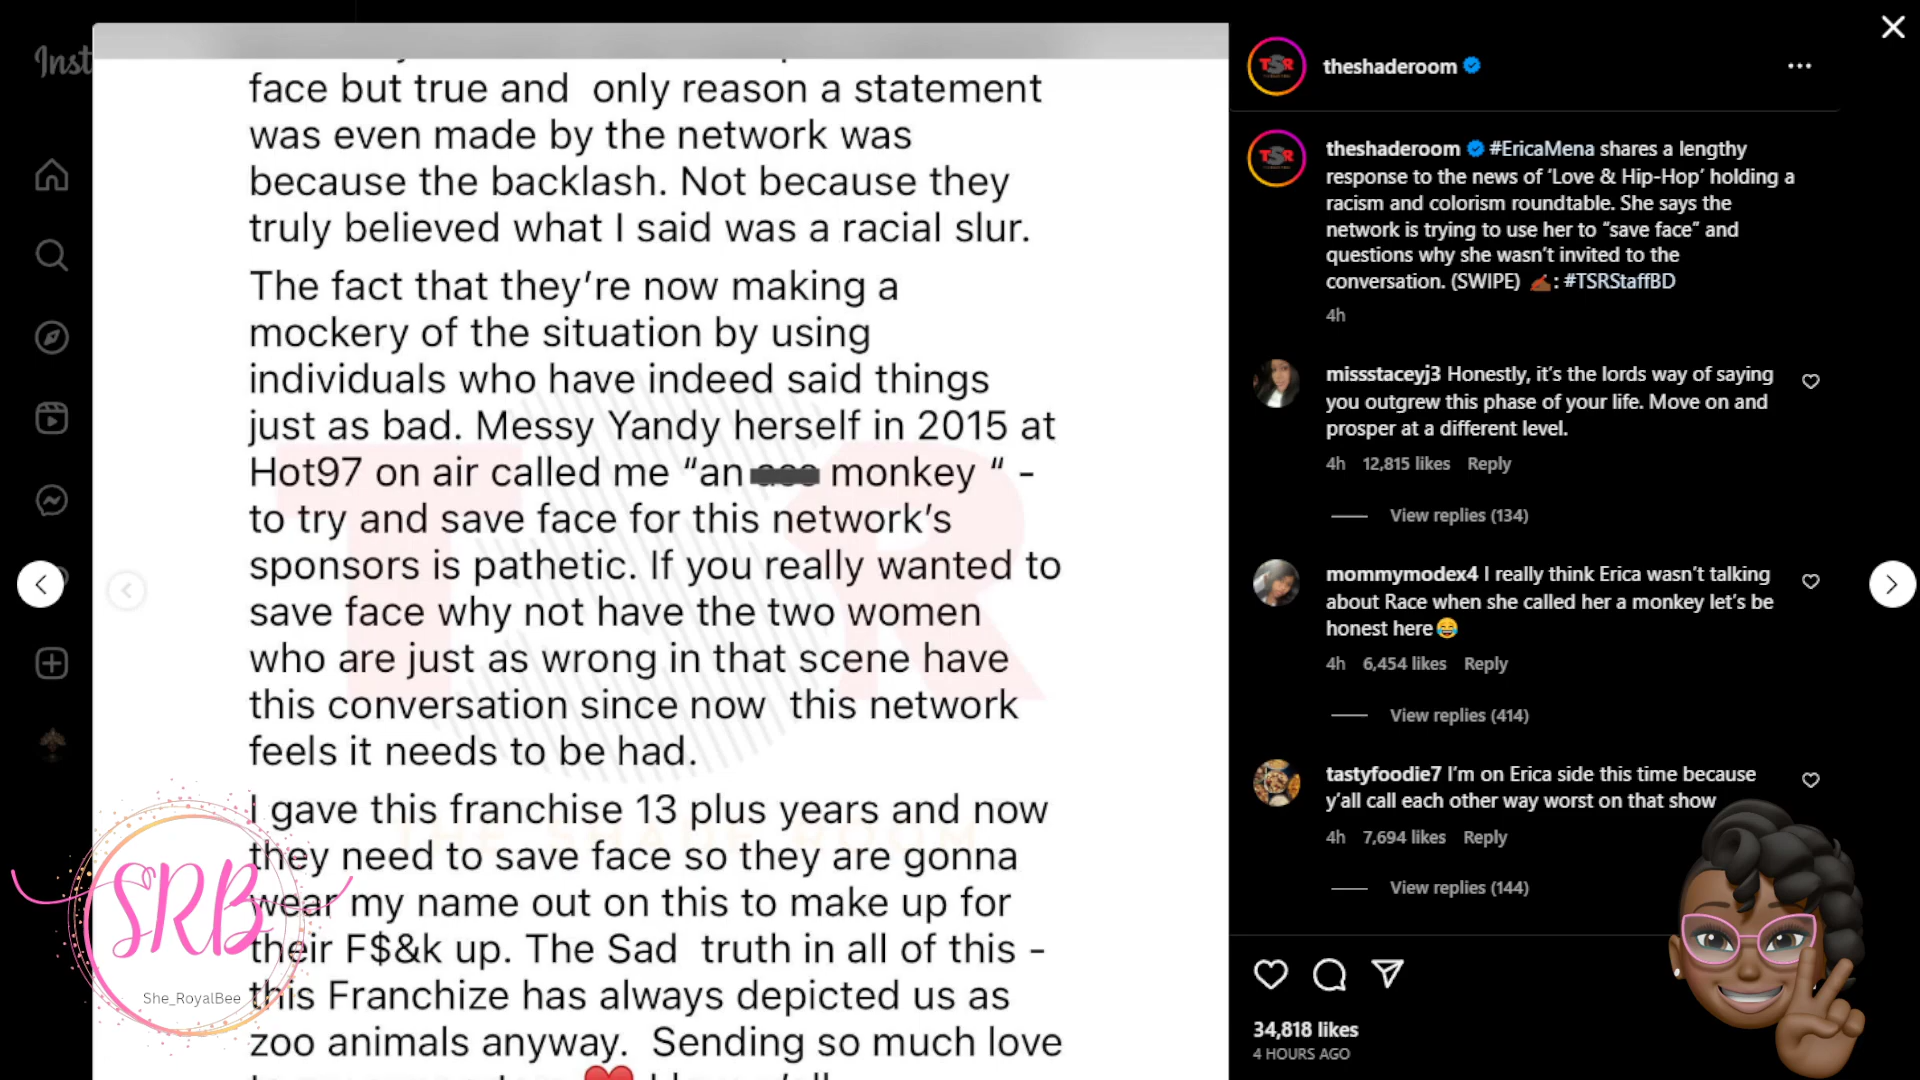 Inst
face but true and  only reason a statement
was even made by the network was
because the backlash. Not because they
truly believed what I said was a racial slur.
The fact that they’re now making a
mockery of the situation by using
individuals who have indeed said things
just as bad. Messy Yandy herself in 2015 at
Hot97 on air called me “an monkey “ -
to try and save face for this network’s
sponsors is pathetic. If you really wanted to
save face why not have the two women
who are just as wrong in that scene have
this conversation since now  this network
feels it needs to be had.
I gave this franchise 13 plus years and now
they need to save face so they are gonna
wear my name out on this to make up for
their F$&k up. The Sad  truth in all of this -
this Franchize has always depicted us as
zoo animals anyway.  Sending so much love
TSR
THE SHADE ROOM
SRB
She_RoyalBee
TSR
theshaderoom
TSR
theshaderoom #EricaMena shares a lengthy
response to the news of ‘Love & Hip-Hop’ holding a
racism and colorism roundtable. She says the
network is trying to use her to “save face” and
questions why she wasn’t invited to the
conversation. (SWIPE) ✍🏾: #TSRStaffBD
4h
missstaceyj3 Honestly, it’s the lords way of saying
you outgrew this phase of your life. Move on and
prosper at a different level.
4h 12,815 likes Reply
View replies (134)
mommymodex4 I really think Erica wasn’t talking
about Race when she called her a monkey let’s be
honest here😂
4h 6,454 likes Reply
View replies (414)
tastyfoodie7 I’m on Erica side this time because
y’all call each other way worst on that show
4h 7,694 likes Reply
View replies (144)
34,818 likes
4 HOURS AGO